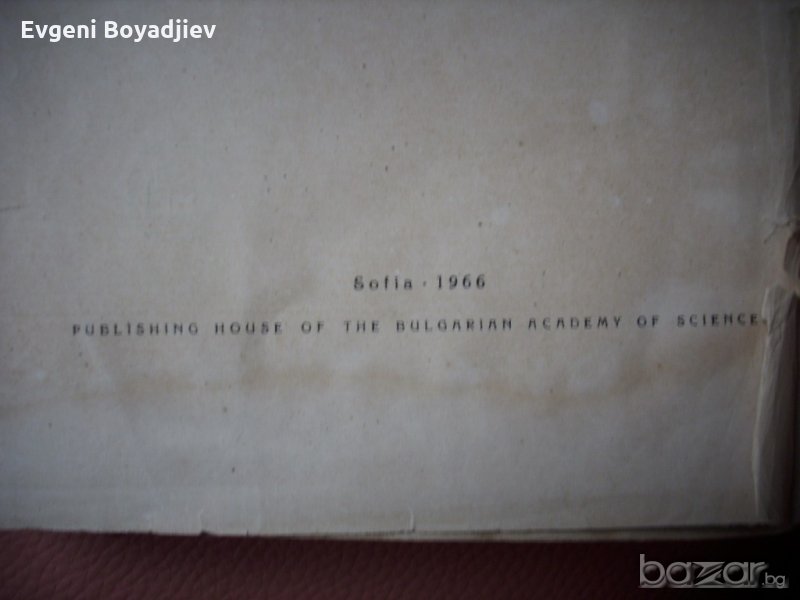 Evgeni Boyadjiev
Sofia · 1966
PUBLISHING HOUSE OF THE BULGARIAN ACADEMY OF SCIENCE
bazar.bg